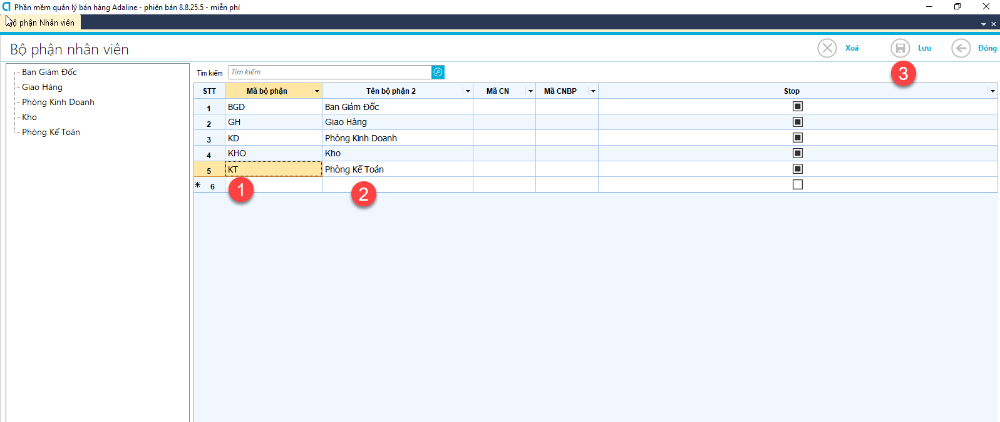 Phần mềm quản lý bán hàng Adaline - phiên bản 8.8.25.5 - miễn phí
Bộ phận Nhân viên
Bộ phận nhân viên
Xoá
Lưu
Đóng
3
Ban Giám Đốc
Giao Hàng
Phòng Kinh Doanh
Kho
Phòng Kế Toán
Tìm kiếm Tìm kiếm
STT Mã bộ phận Tên bộ phận 2 Mã CN Mã CNBP Stop
1 BGD Ban Giám Đốc
2 GH Giao Hàng
3 KD Phòng Kinh Doanh
4 KHO Kho
5 KT Phòng Kế Toán
* 6
1
2